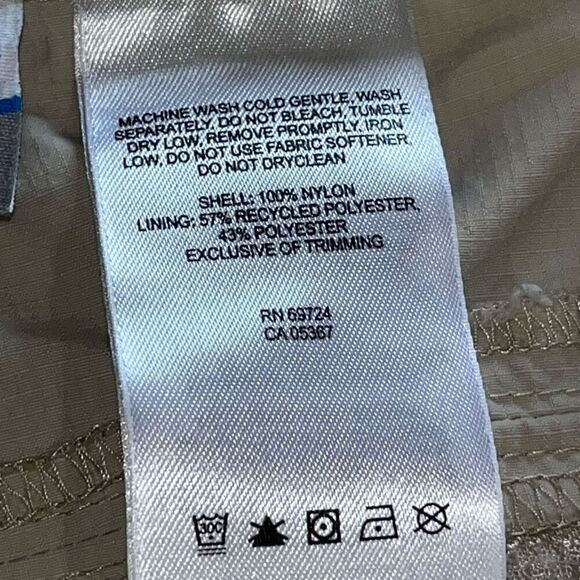 MACHINE WASH COLD GENTLE, WASH
SEPARATELY, DO NOT BLEACH, TUMBLE
DRY LOW, REMOVE PROMPTLY, IRON
LOW, DO NOT USE FABRIC SOFTENER,
DO NOT DRYCLEAN
SHELL: 100% NYLON
LINING: 57% RECYCLED POLYESTER,
43% POLYESTER
EXCLUSIVE OF TRIMMING
RN 69724
CA 05367
30C